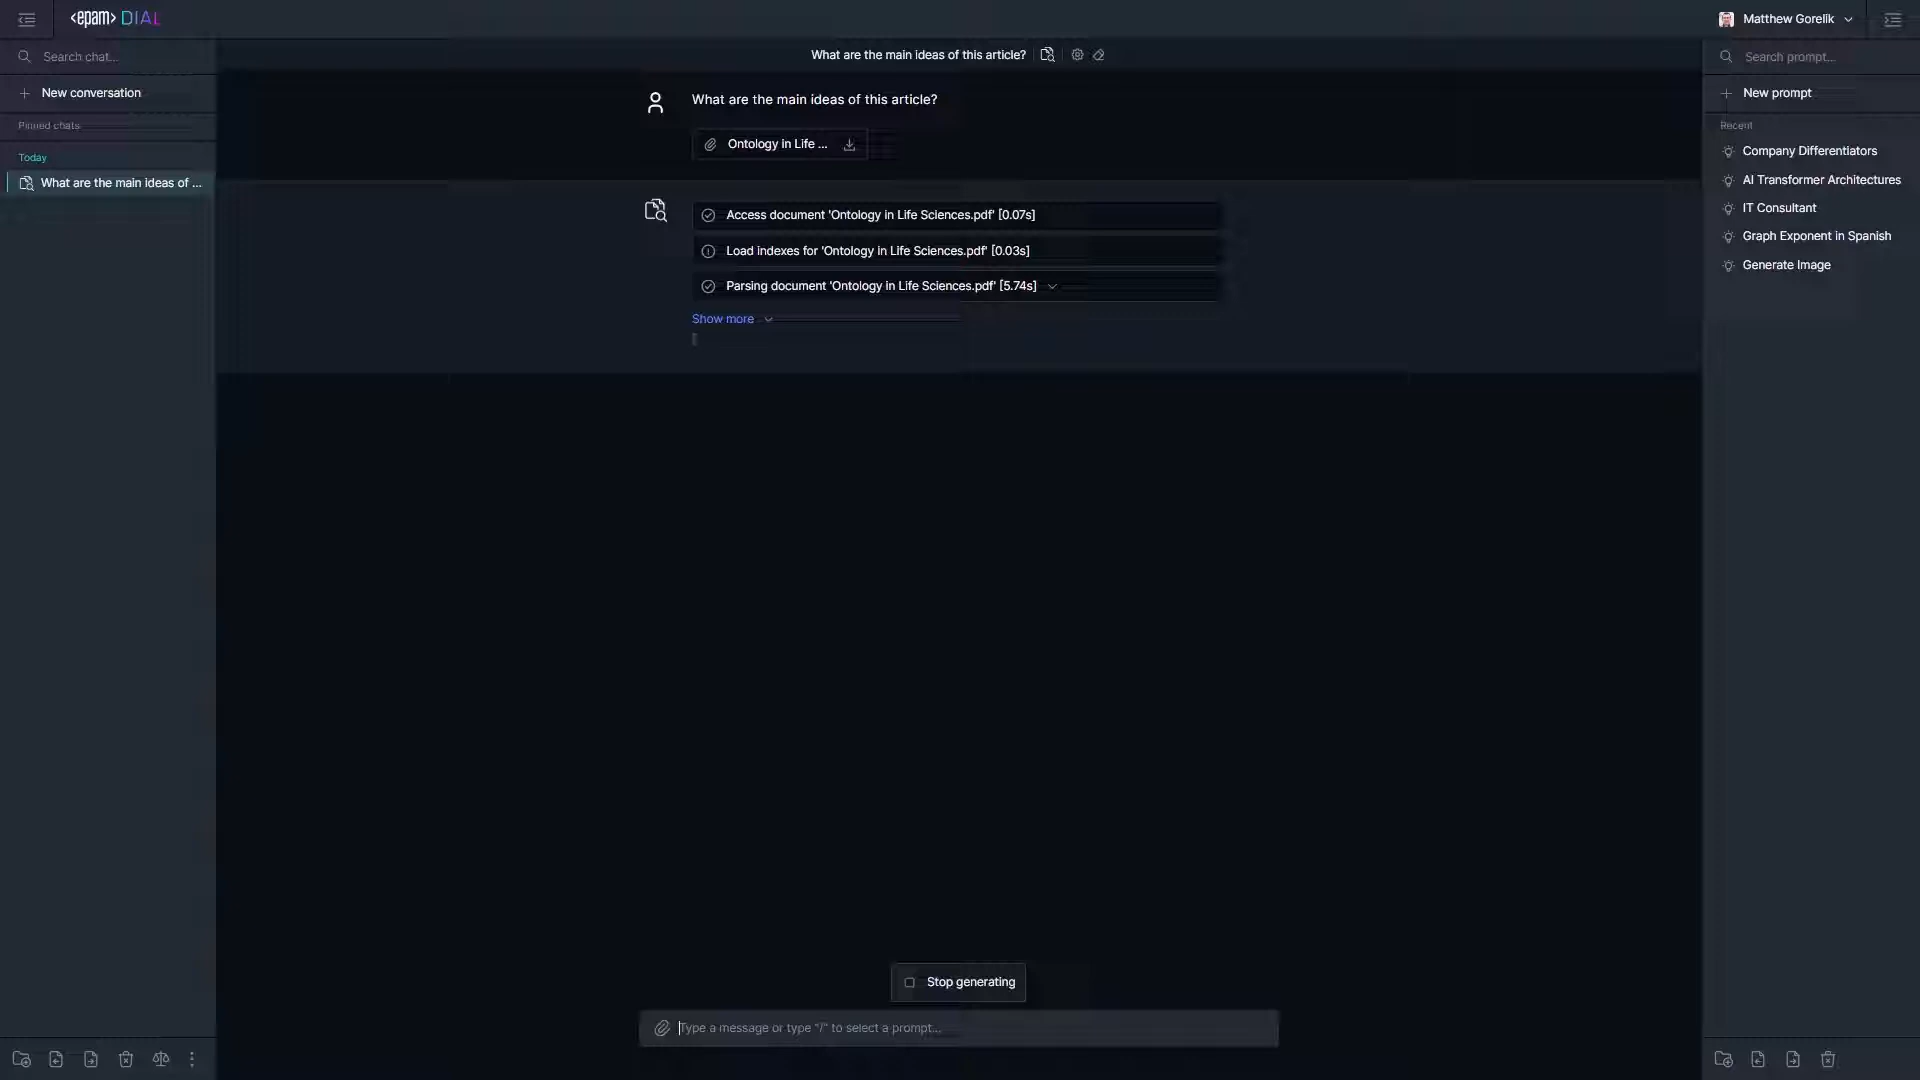 <epam> DIAL
Matthew Gorelik
Search chat...
What are the main ideas of this article?
Search prompt...
New conversation
New prompt
Pinned chats
Recent
Today
What are the main ideas of ...
What are the main ideas of this article?
Ontology in Life ...
Access document 'Ontology in Life Sciences.pdf' [0.07s]
Load indexes for 'Ontology in Life Sciences.pdf' [0.03s]
Parsing document 'Ontology in Life Sciences.pdf' [5.74s]
Show more
Company Differentiators
AI Transformer Architectures
IT Consultant
Graph Exponent in Spanish
Generate Image
Stop generating
Type a message or type "/" to select a prompt...